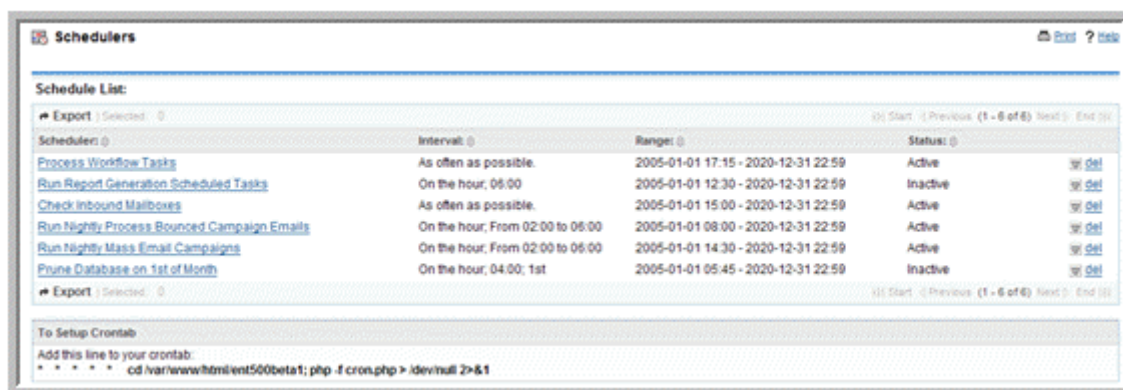 Schedulers Print ? Help
Schedule List:
Export | Selected: 0 Start Previous (1 - 6 of 6) Next End
Scheduler: Interval: Range: Status:
Process Workflow Tasks As often as possible. 2005-01-01 17:15 - 2020-12-31 22:59 Active del
Run Report Generation Scheduled Tasks On the hour; 06:00 2005-01-01 12:30 - 2020-12-31 22:59 Inactive del
Check Inbound Mailboxes As often as possible. 2005-01-01 15:00 - 2020-12-31 22:59 Active del
Run Nightly Process Bounced Campaign Emails On the hour; From 02:00 to 06:00 2005-01-01 08:00 - 2020-12-31 22:59 Active del
Run Nightly Mass Email Campaigns On the hour; From 02:00 to 06:00 2005-01-01 14:30 - 2020-12-31 22:59 Active del
Prune Database on 1st of Month On the hour; 04:00; 1st 2005-01-01 05:45 - 2020-12-31 22:59 Inactive del
Export | Selected: 0 Start Previous (1 - 6 of 6) Next End
To Setup Crontab
Add this line to your crontab:
* * * * * cd /var/www/html/ent500beta1; php -f cron.php > /dev/null 2>&1